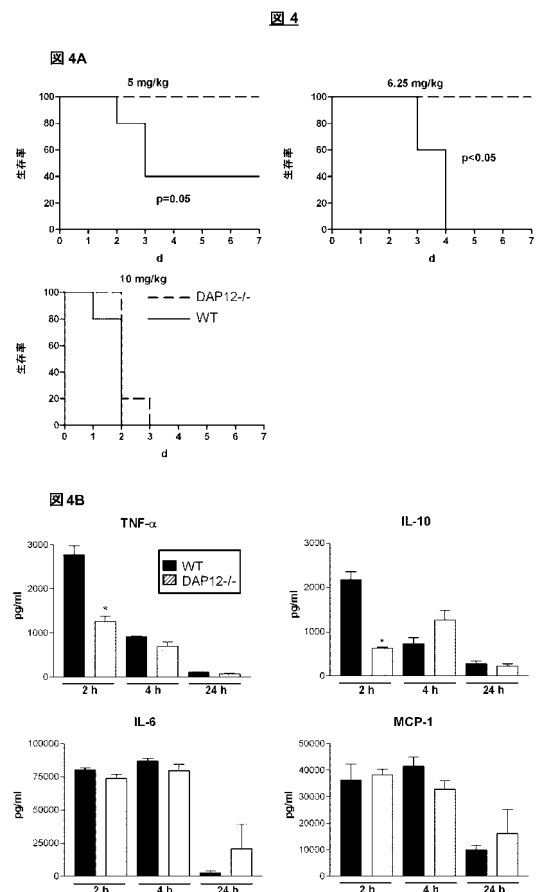 図 4
図 4A
5 mg/kg
100
80
60
40
20
0
生存率
p=0.05
0 1 2 3 4 5 6 7
d
6.25 mg/kg
100
80
60
40
20
0
生存率
p<0.05
0 1 2 3 4 5 6 7
d
10 mg/kg
100
80
60
40
20
0
生存率
DAP12-/-
WT
0 1 2 3 4 5 6 7
d
図 4B
TNF-α
3000
2000
1000
0
pg/ml
WT
DAP12-/-
*
2 h 4 h 24 h
IL-10
3000
2000
1000
0
pg/ml
*
2 h 4 h 24 h
IL-6
100000
75000
50000
25000
0
pg/ml
2 h 4 h 24 h
MCP-1
50000
40000
30000
20000
10000
0
pg/ml
2 h 4 h 24 h